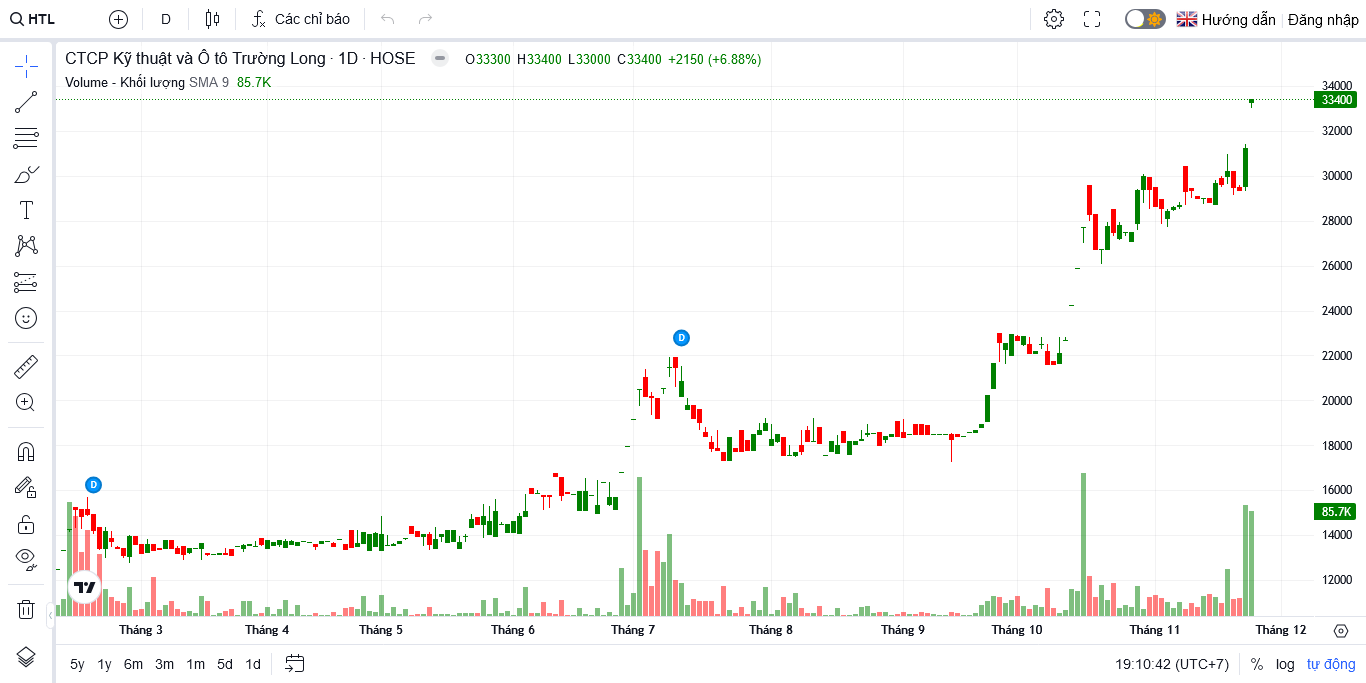 HTL D Các chỉ báo Hướng dẫn Đăng nhập
CTCP Kỹ thuật và Ô tô Trường Long · 1D · HOSE O33300 H33400 L33000 C33400 +2150 (+6.88%)
Volume - Khối lượng SMA 9 85.7K
34000
33400
32000
30000
28000
26000
24000
22000
D
20000
18000
16000
D
85.7K
14000
12000
Tháng 3 Tháng 4 Tháng 5 Tháng 6 Tháng 7 Tháng 8 Tháng 9 Tháng 10 Tháng 11 Tháng 12
5y 1y 6m 3m 1m 5d 1d 19:10:42 (UTC+7) % log tự động